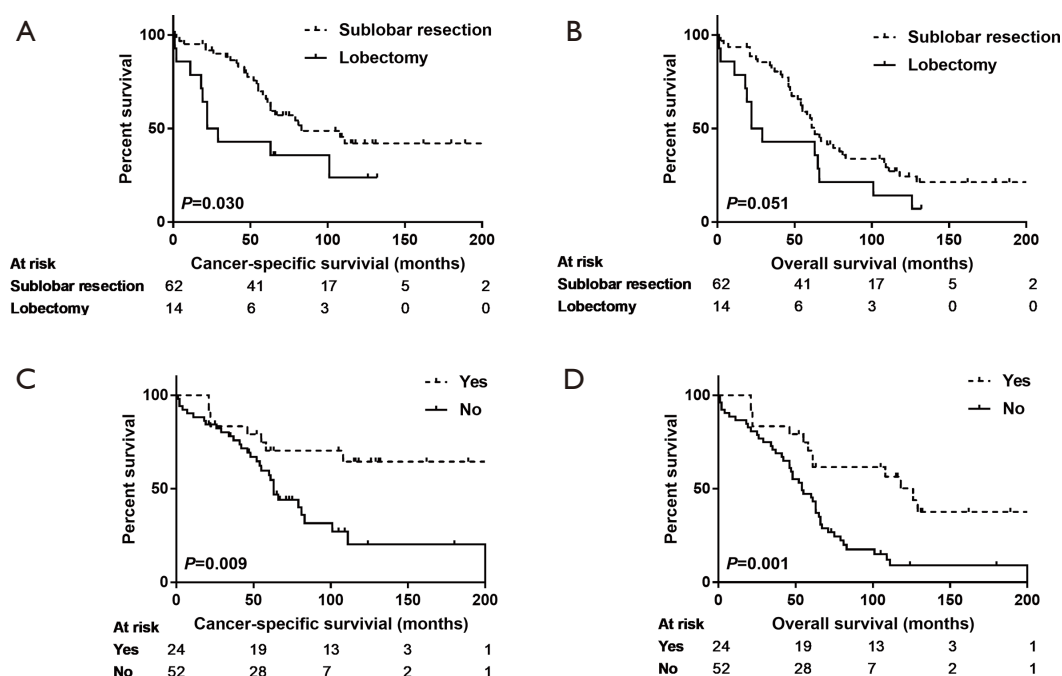 A
Sublobar resection
Lobectomy
100
50
0
Percent survival
P=0.030
0 50 100 150 200
Cancer-specific survivial (months)
At risk
Sublobar resection 62 41 17 5 2
Lobectomy 14 6 3 0 0
B
Sublobar resection
Lobectomy
100
50
0
Percent survival
P=0.051
0 50 100 150 200
Overall survival (months)
At risk
Sublobar resection 62 41 17 5 2
Lobectomy 14 6 3 0 0
C
Yes
No
100
50
0
Percent survival
P=0.009
0 50 100 150 200
Cancer-specific survivial (months)
At risk
Yes 24 19 13 3 1
No 52 28 7 2 1
D
Yes
No
100
50
0
Percent survival
P=0.001
0 50 100 150 200
Overall survival (months)
At risk
Yes 24 19 13 3 1
No 52 28 7 2 1